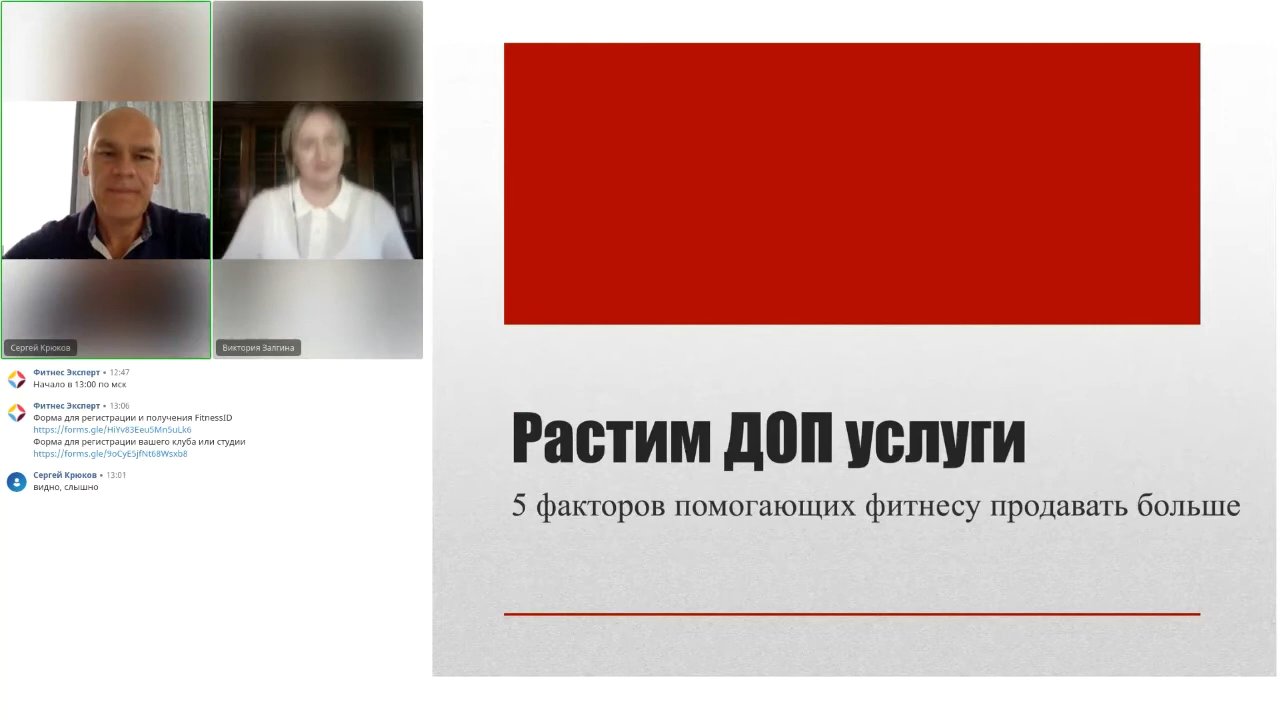 Сергей Крюков
Виктория Залгина
Фитнес Эксперт • 12:47
Начало в 13:00 по мск
Фитнес Эксперт • 13:06
Форма для регистрации и получения FitnessID
https://forms.gle/HiYv83Eeu5Mn5uLk6
Форма для регистрации вашего клуба или студии
https://forms.gle/9oCyE5jfNt68Wsxb8
Сергей Крюков • 13:01
видно, слышно
Растим ДОП услуги
5 факторов помогающих фитнесу продавать больше